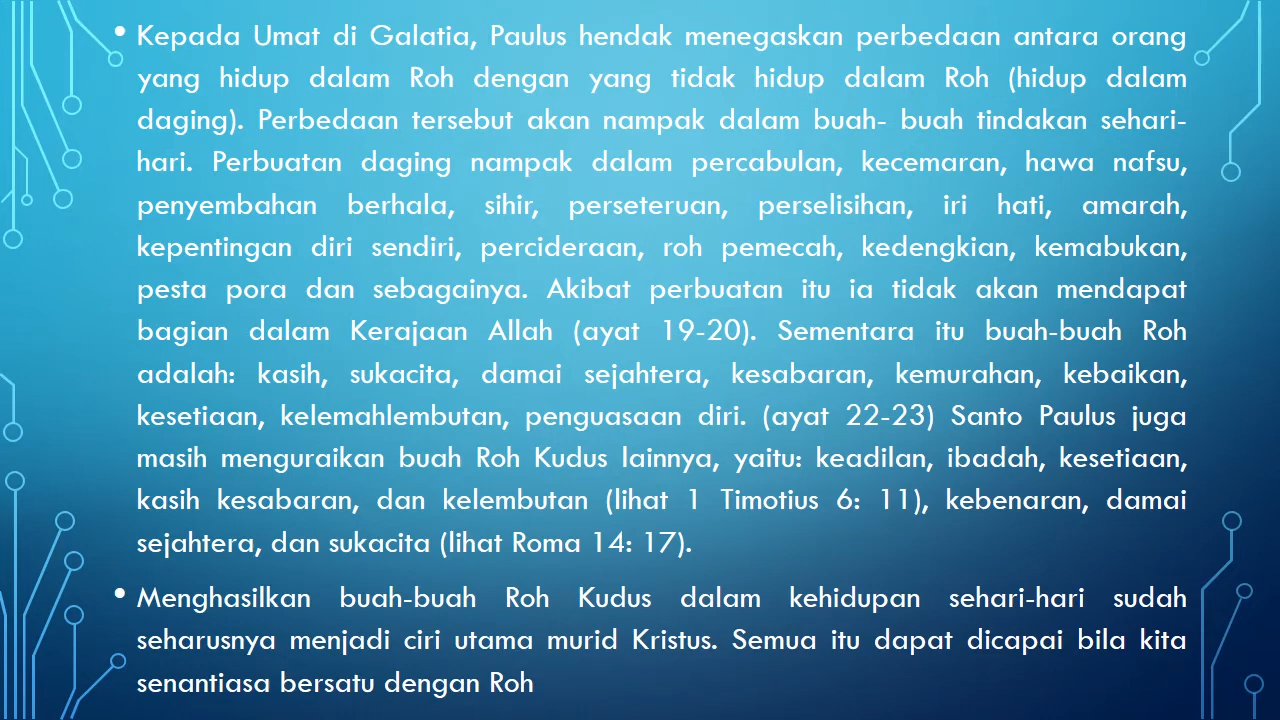 • Kepada Umat di Galatia, Paulus hendak menegaskan perbedaan antara orang
yang hidup dalam Roh dengan yang tidak hidup dalam Roh (hidup dalam
daging). Perbedaan tersebut akan nampak dalam buah- buah tindakan sehari-
hari. Perbuatan daging nampak dalam percabulan, kecemaran, hawa nafsu,
penyembahan berhala, sihir, perseteruan, perselisihan, iri hati, amarah,
kepentingan diri sendiri, percideraan, roh pemecah, kedengkian, kemabukan,
pesta pora dan sebagainya. Akibat perbuatan itu ia tidak akan mendapat
bagian dalam Kerajaan Allah (ayat 19-20). Sementara itu buah-buah Roh
adalah: kasih, sukacita, damai sejahtera, kesabaran, kemurahan, kebaikan,
kesetiaan, kelemahlembutan, penguasaan diri. (ayat 22-23) Santo Paulus juga
masih menguraikan buah Roh Kudus lainnya, yaitu: keadilan, ibadah, kesetiaan,
kasih kesabaran, dan kelembutan (lihat 1 Timotius 6: 11), kebenaran, damai
sejahtera, dan sukacita (lihat Roma 14: 17).
• Menghasilkan buah-buah Roh Kudus dalam kehidupan sehari-hari sudah
seharusnya menjadi ciri utama murid Kristus. Semua itu dapat dicapai bila kita
senantiasa bersatu dengan Roh